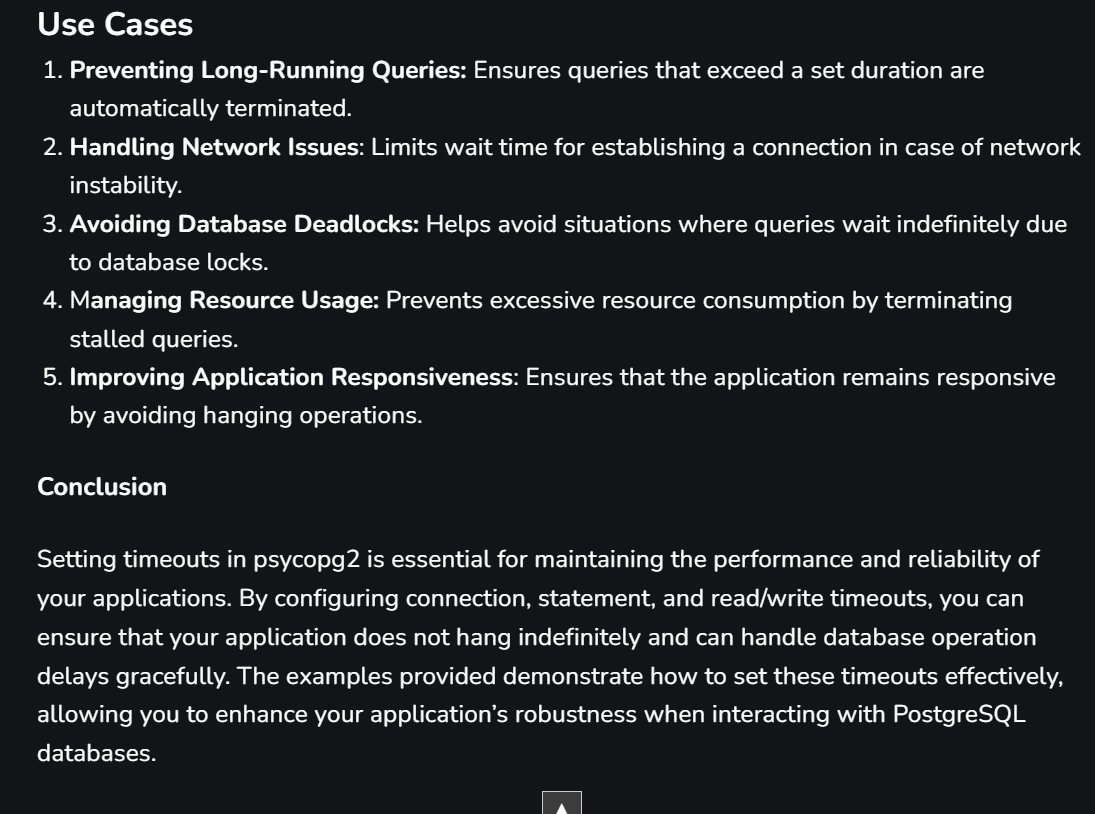 Use Cases
1. Preventing Long-Running Queries: Ensures queries that exceed a set duration are
automatically terminated.
2. Handling Network Issues: Limits wait time for establishing a connection in case of network
instability.
3. Avoiding Database Deadlocks: Helps avoid situations where queries wait indefinitely due
to database locks.
4. Managing Resource Usage: Prevents excessive resource consumption by terminating
stalled queries.
5. Improving Application Responsiveness: Ensures that the application remains responsive
by avoiding hanging operations.
Conclusion
Setting timeouts in psycopg2 is essential for maintaining the performance and reliability of
your applications. By configuring connection, statement, and read/write timeouts, you can
ensure that your application does not hang indefinitely and can handle database operation
delays gracefully. The examples provided demonstrate how to set these timeouts effectively,
allowing you to enhance your application’s robustness when interacting with PostgreSQL
databases.